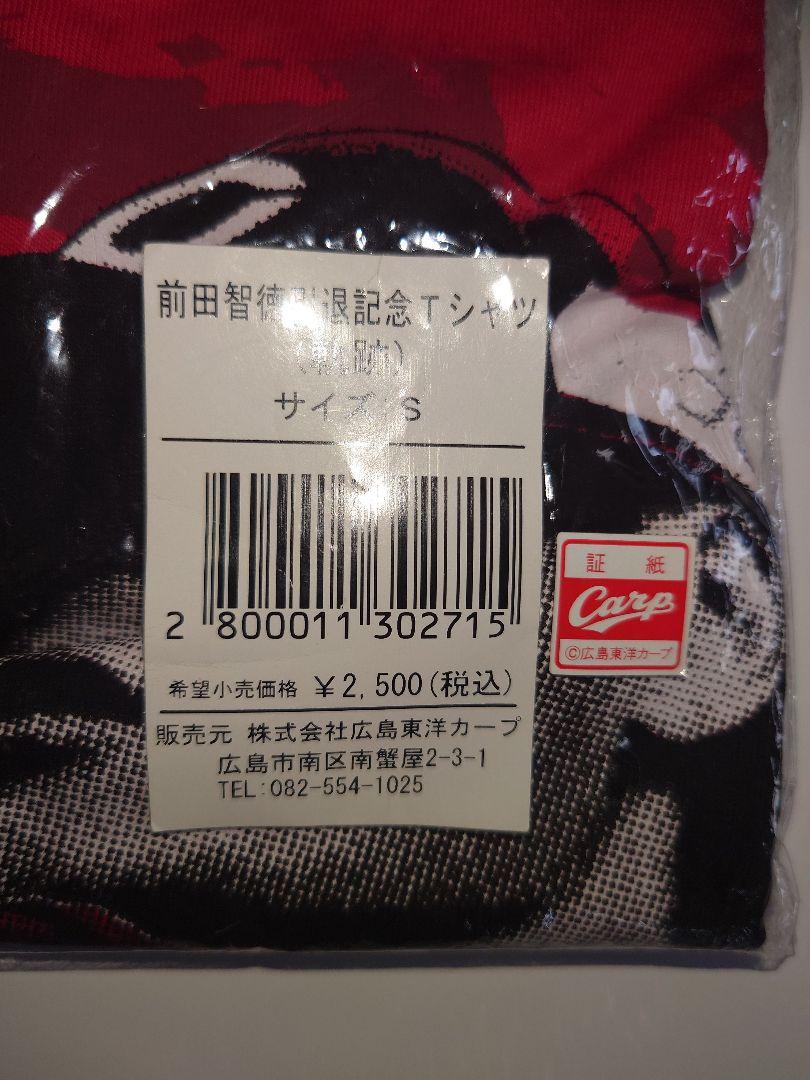 前田智徳引退記念Tシャツ
(軌跡)
サイズ:S
2 800011 302715
希望小売価格 ¥2,500(税込)
販売元 株式会社広島東洋カープ
広島市南区南蟹屋2-3-1
TEL:082-554-1025
証 紙
Carp
©広島東洋カープ